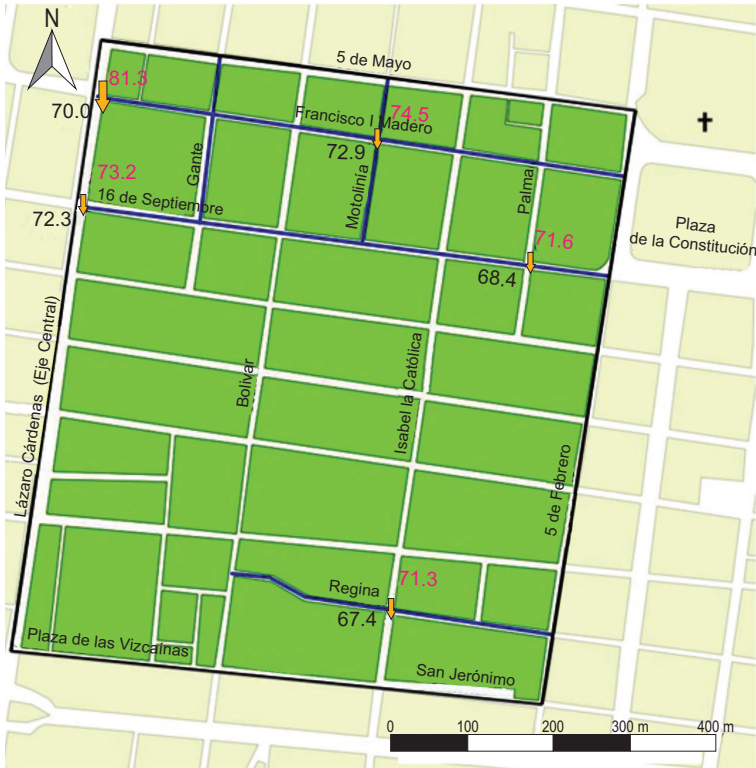 N
5 de Mayo
81.3
70.0
74.5
Francisco I Madero
72.9
Gante
Motolinía
Palma
73.2
16 de Septiembre
72.3
71.6
68.4
Plaza
de la Constitución
Lázaro Cárdenas (Eje Central)
Bolívar
Isabel la Católica
5 de Febrero
71.3
Regina
67.4
Plaza de las Vizcaínas
San Jerónimo
0 100 200 300 m 400 m